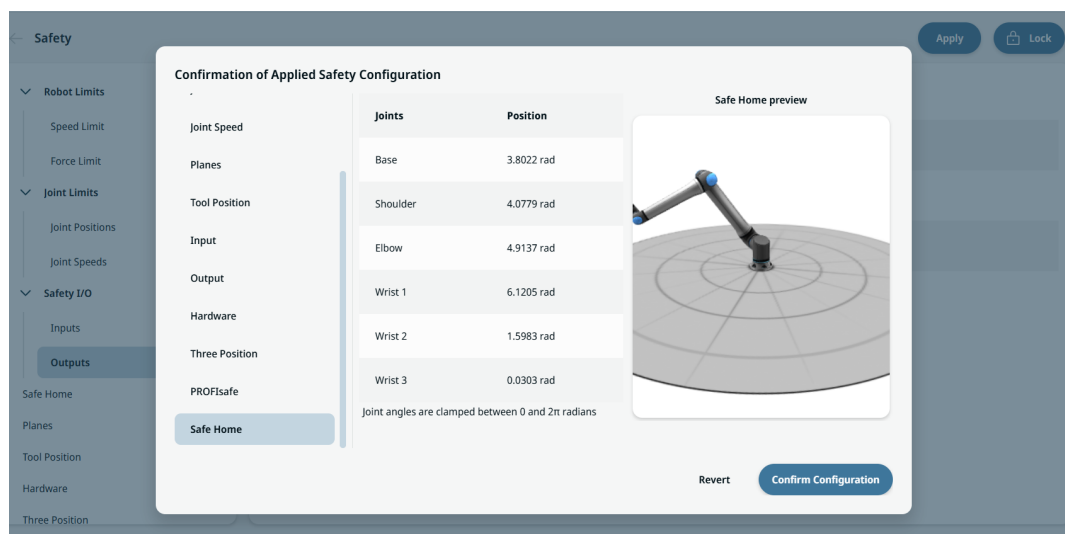 Safety
Apply
Lock
Robot Limits
Speed Limit
Force Limit
Joint Limits
Joint Positions
Joint Speeds
Safety I/O
Inputs
Outputs
Safe Home
Planes
Tool Position
Hardware
Three Position
Confirmation of Applied Safety Configuration
Joint Speed
Planes
Tool Position
Input
Output
Hardware
Three Position
PROFIsafe
Safe Home
Joints Position
Base 3.8022 rad
Shoulder 4.0779 rad
Elbow 4.9137 rad
Wrist 1 6.1205 rad
Wrist 2 1.5983 rad
Wrist 3 0.0303 rad
Joint angles are clamped between 0 and 2π radians
Safe Home preview
Revert
Confirm Configuration